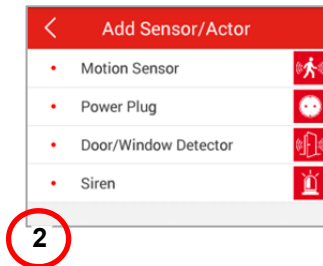 Add Sensor/Actor
• Motion Sensor
• Power Plug
• Door/Window Detector
• Siren
2